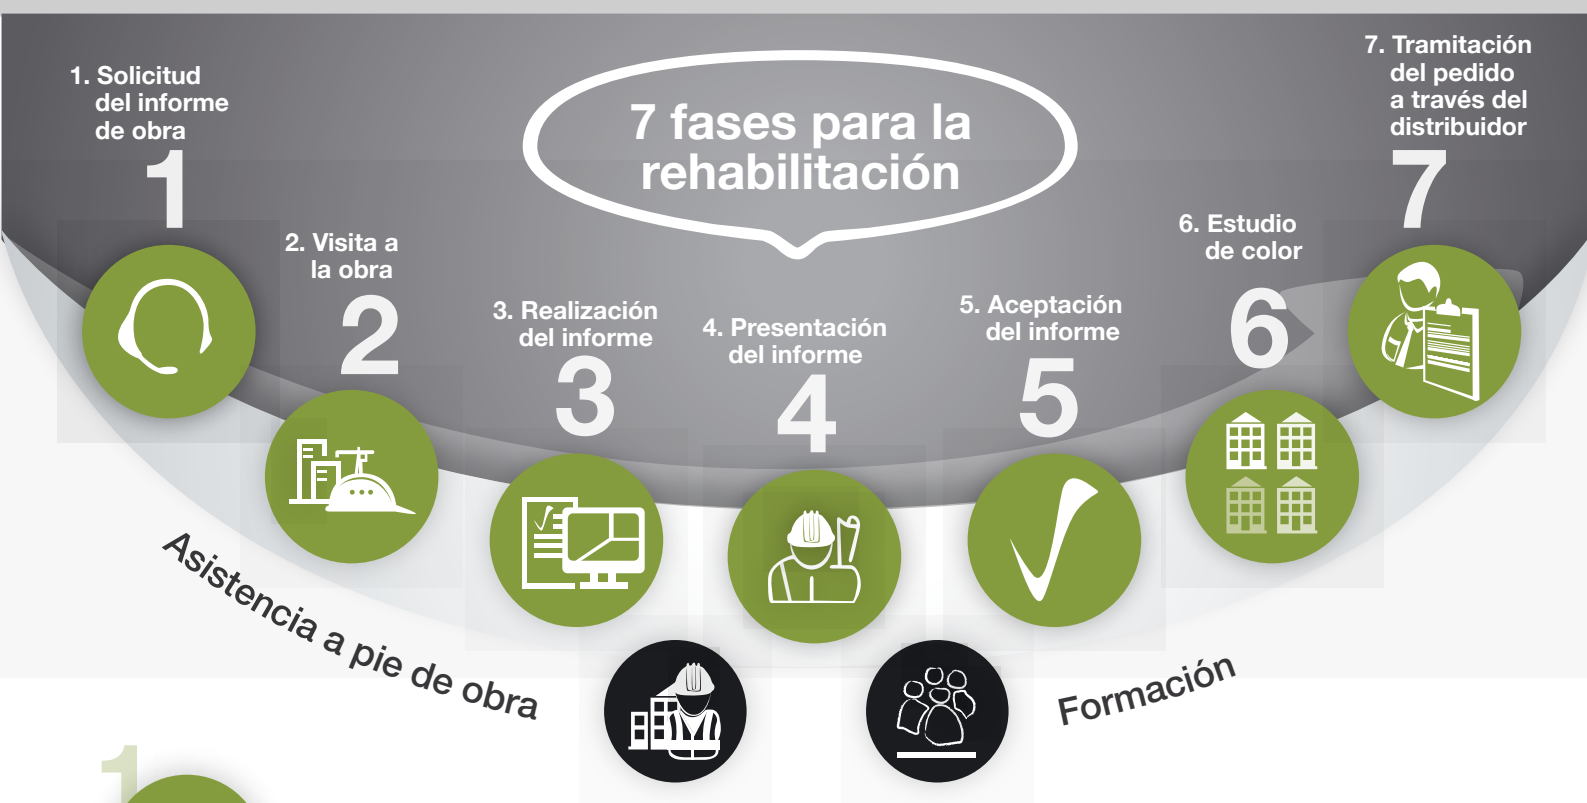 7 fases para la
rehabilitación
1. Solicitud
del informe
de obra
1
2. Visita a
la obra
2
3. Realización
del informe
3
4. Presentación
del informe
4
5. Aceptación
del informe
5
6. Estudio
de color
6
7. Tramitación
del pedido
a través del
distribuidor
7
Asistencia a pie de obra
Formación
1